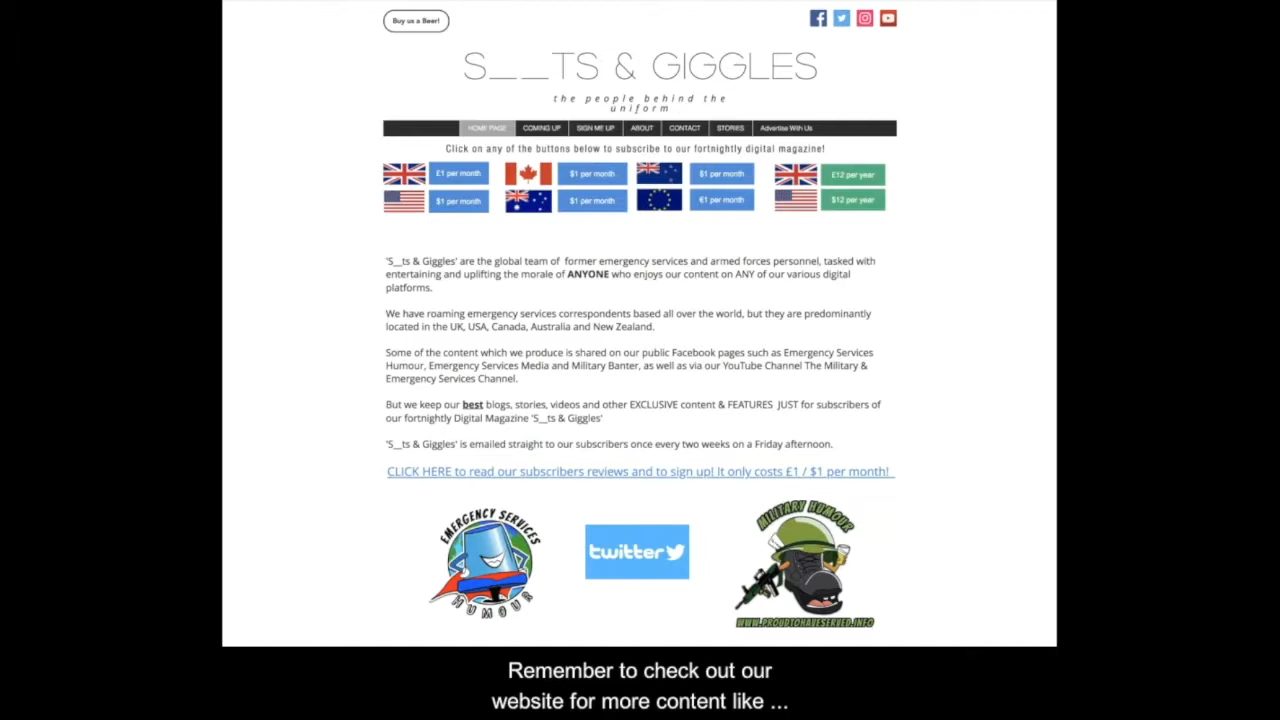 Buy us a Beer!
S__TS & GIGGLES
the people behind the
uniform
HOME PAGE COMING UP SIGN ME UP ABOUT CONTACT STORIES Advertise With Us
Click on any of the buttons below to subscribe to our fortnightly digital magazine!
£1 per month $1 per month $1 per month £12 per year
$1 per month $1 per month €1 per month $12 per year
'S__ts & Giggles' are the global team of former emergency services and armed forces personnel, tasked with
entertaining and uplifting the morale of ANYONE who enjoys our content on ANY of our various digital
platforms.
We have roaming emergency services correspondents based all over the world, but they are predominantly
located in the UK, USA, Canada, Australia and New Zealand.
Some of the content which we produce is shared on our public Facebook pages such as Emergency Services
Humour, Emergency Services Media and Military Banter, as well as via our YouTube Channel The Military &
Emergency Services Channel.
But we keep our best blogs, stories, videos and other EXCLUSIVE content & FEATURES JUST for subscribers of
our fortnightly Digital Magazine 'S__ts & Giggles'
'S__ts & Giggles' is emailed straight to our subscribers once every two weeks on a Friday afternoon.
CLICK HERE to read our subscribers reviews and to sign up! It only costs £1 / $1 per month!
EMERGENCY SERVICES
HUMOUR
twitter
MILITARY HUMOUR
WWW.PROUDTOHAVESERVED.INFO
Remember to check out our
website for more content like ...